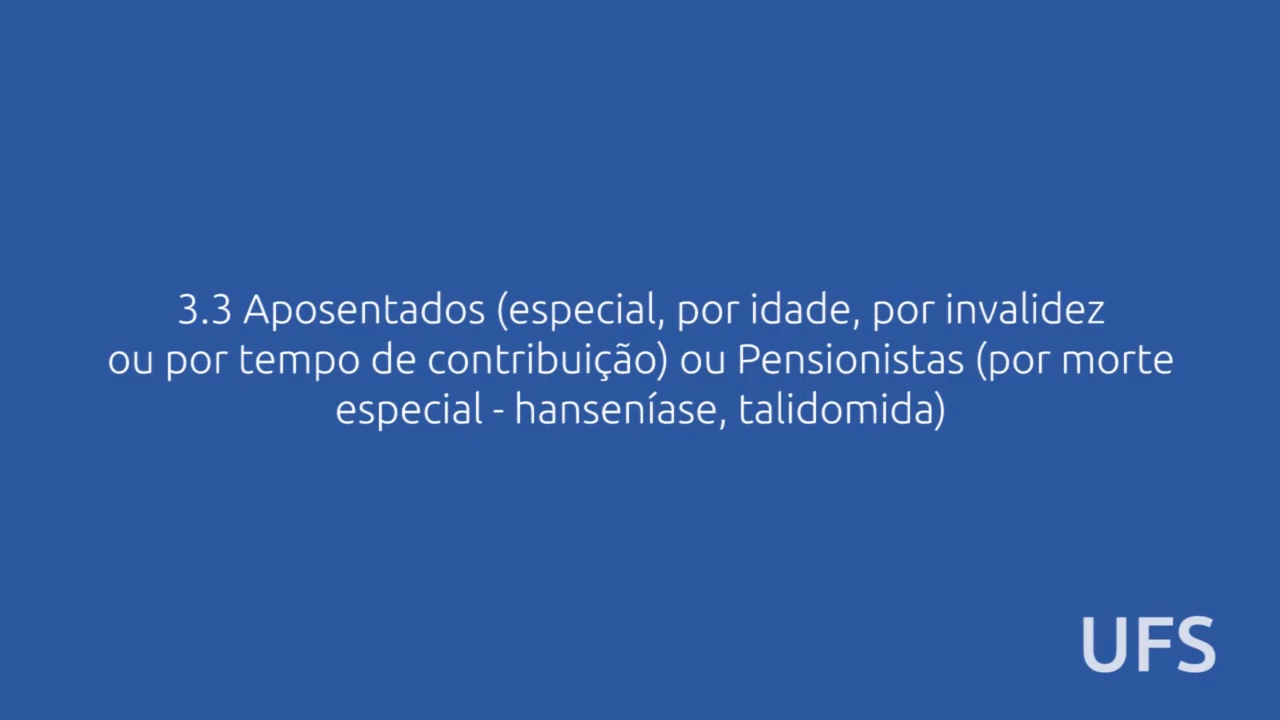 3.3 Aposentados (especial, por idade, por invalidez
ou por tempo de contribuição) ou Pensionistas (por morte
especial - hanseníase, talidomida)
UFS